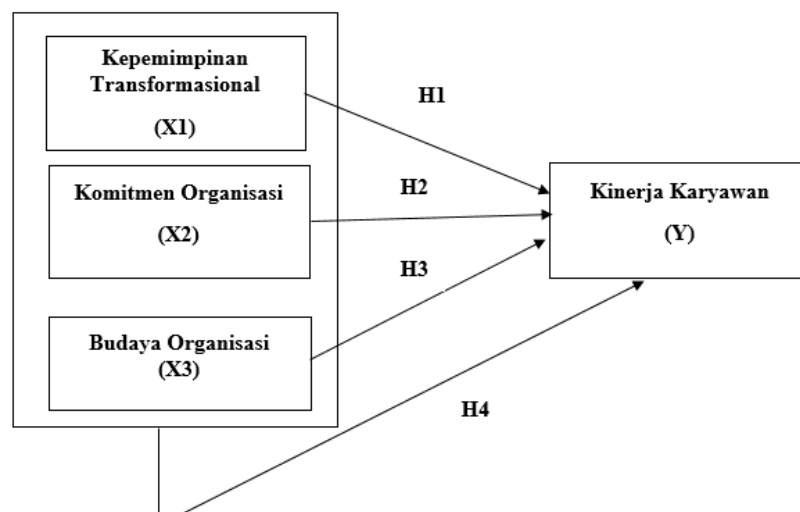 Kepemimpinan
Transformasional
(X1)
H1
Komitmen Organisasi
(X2)
H2
Kinerja Karyawan
(Y)
H3
Budaya Organisasi
(X3)
H4